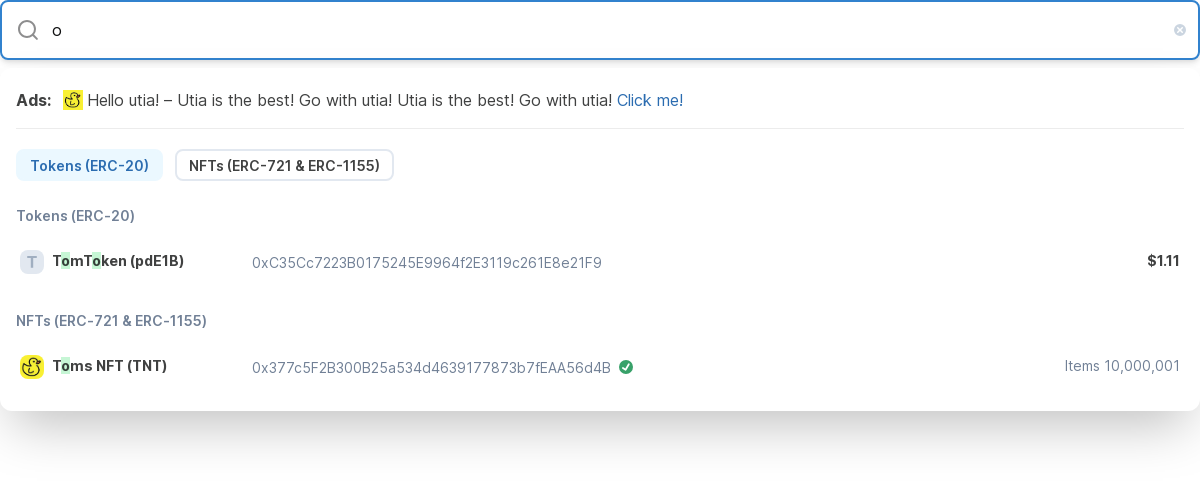 o
Ads: Hello utia! – Utia is the best! Go with utia! Utia is the best! Go with utia! Click me!
Tokens (ERC-20) NFTs (ERC-721 & ERC-1155)
Tokens (ERC-20)
T TomToken (pdE1B) 0xC35Cc7223B0175245E9964f2E3119c261E8e21F9 $1.11
NFTs (ERC-721 & ERC-1155)
Toms NFT (TNT) 0x377c5F2B300B25a534d4639177873b7fEAA56d4B Items 10,000,001